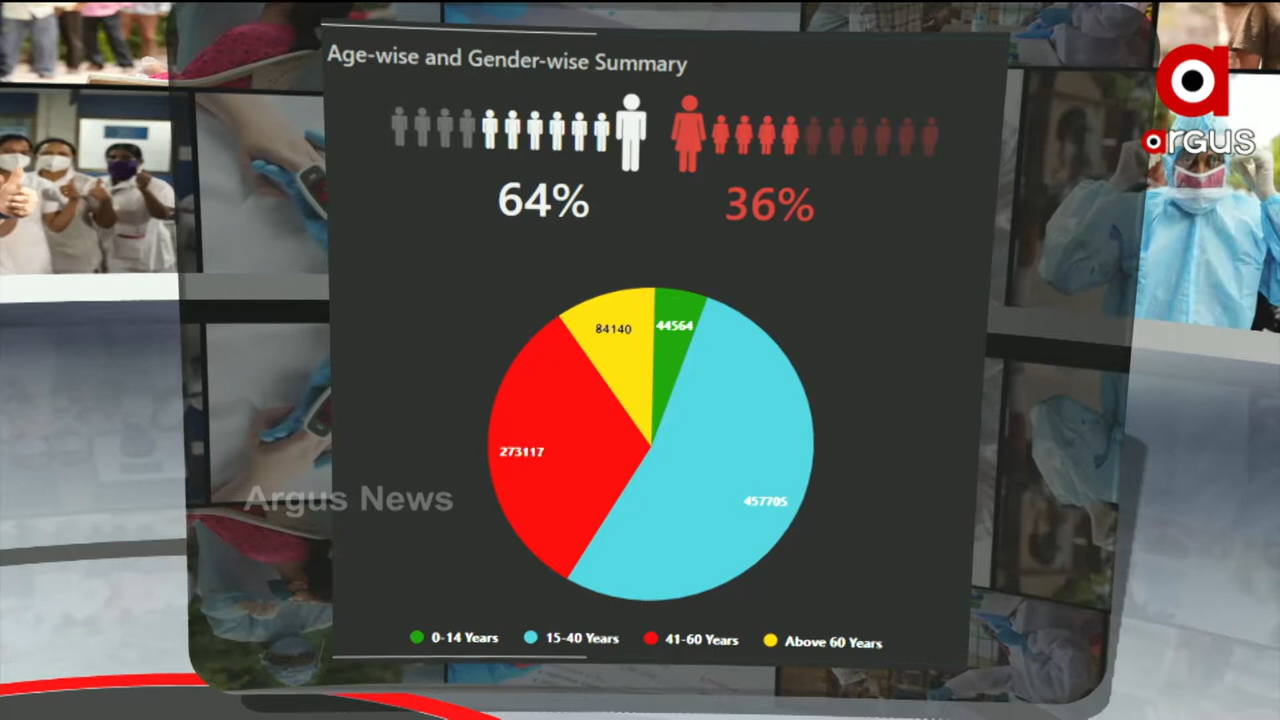 Age-wise and Gender-wise Summary
argus
64%
36%
84140
44564
273117
457705
Argus News
0-14 Years
15-40 Years
41-60 Years
Above 60 Years